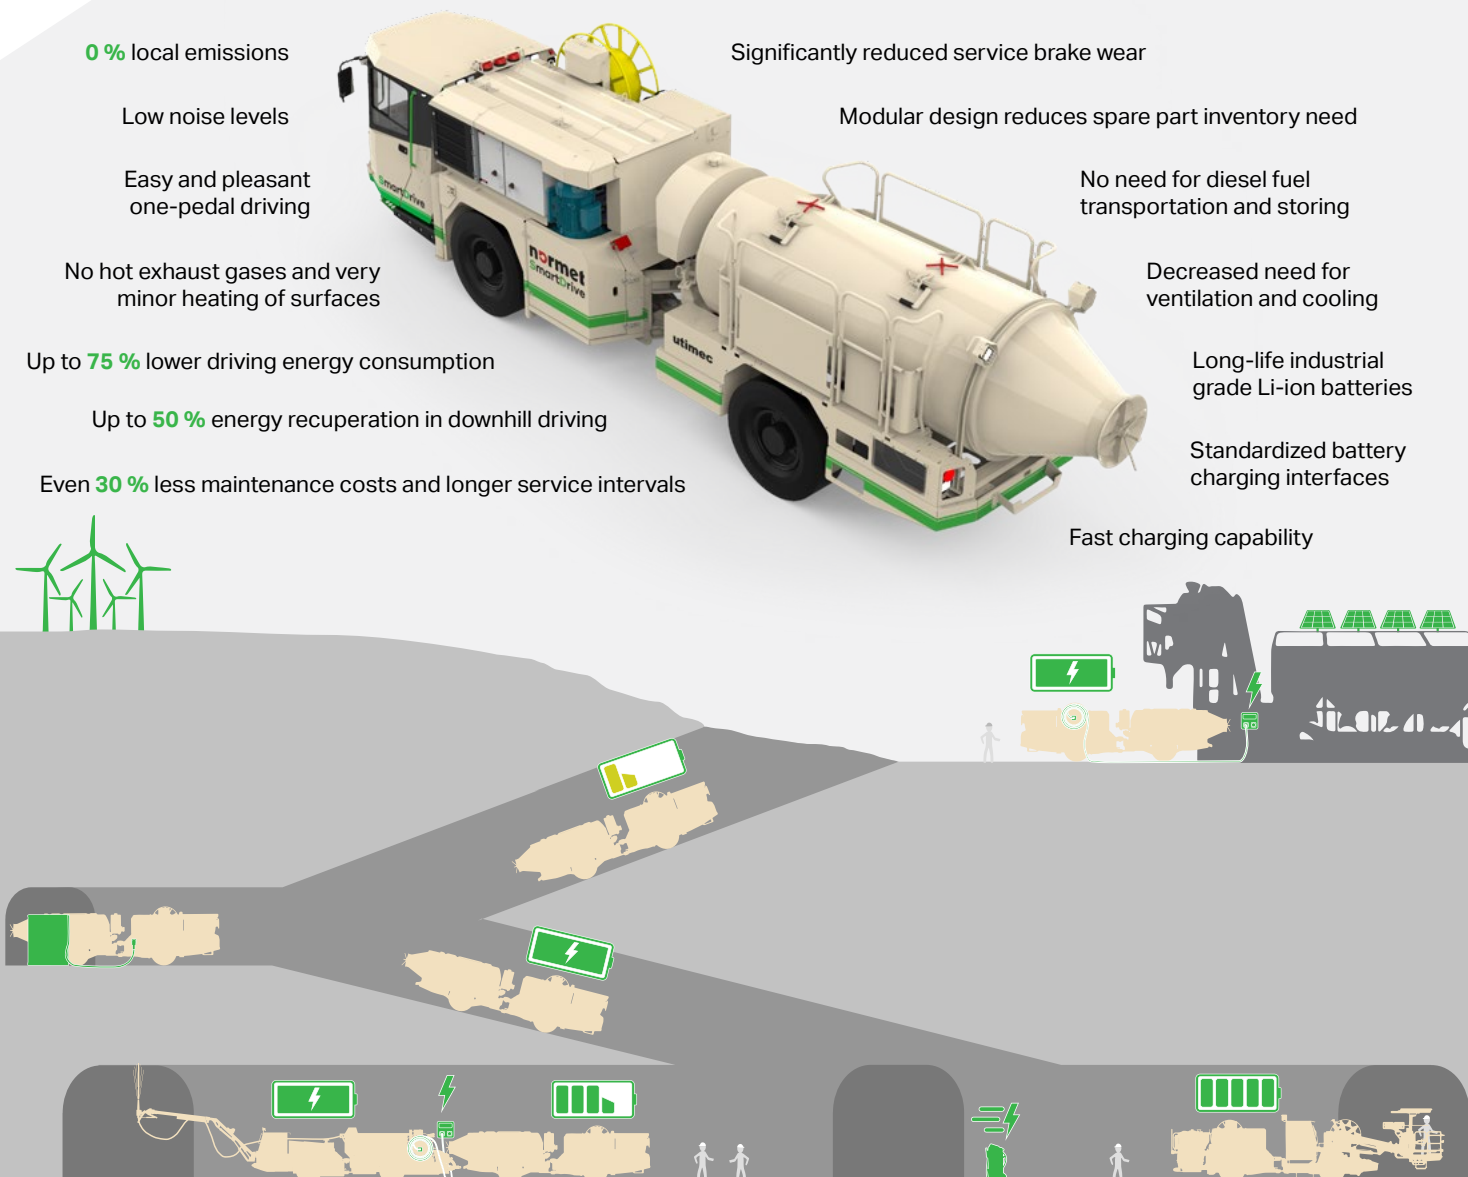 0 % local emissions
Low noise levels
Easy and pleasant
one-pedal driving
No hot exhaust gases and very
minor heating of surfaces
Up to 75 % lower driving energy consumption
Up to 50 % energy recuperation in downhill driving
Even 30 % less maintenance costs and longer service intervals
SmartDrive
normet
SmartDrive
utimec
Significantly reduced service brake wear
Modular design reduces spare part inventory need
No need for diesel fuel
transportation and storing
Decreased need for
ventilation and cooling
Long-life industrial
grade Li-ion batteries
Standardized battery
charging interfaces
Fast charging capability